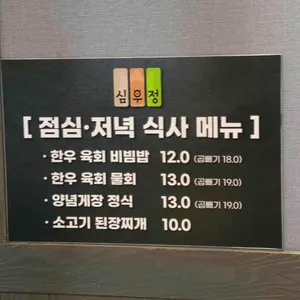 심후정
[ 점심·저녁 식사 메뉴 ]
· 한우 육회 비빔밥 12.0 (곱빼기 18.0)
· 한우 육회 물회 13.0 (곱빼기 19.0)
· 양념게장 정식 13.0 (곱빼기 19.0)
· 소고기 된장찌개 10.0